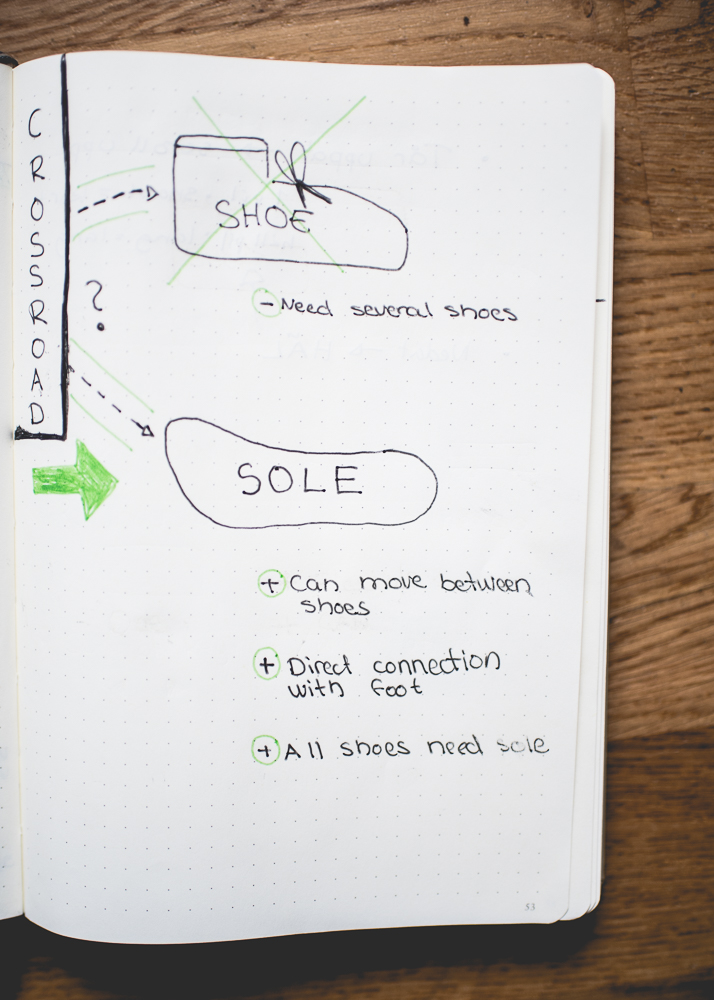 CROSSROAD
SHOE
- Need several shoes
?
SOLE
+ Can move between
shoes
+ Direct connection
with foot
+ All shoes need sole
53